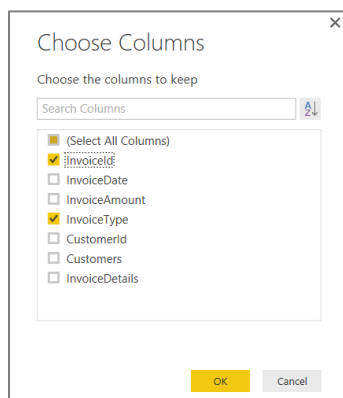 Choose Columns
Choose the columns to keep
Search Columns
(Select All Columns)
InvoiceId
InvoiceDate
InvoiceAmount
InvoiceType
CustomerId
Customers
InvoiceDetails
OK Cancel